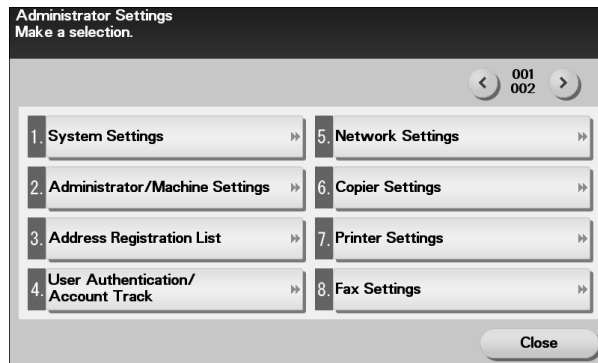 Administrator Settings
Make a selection.
001
002
1. System Settings
2. Administrator/Machine Settings
3. Address Registration List
4. User Authentication/
Account Track
5. Network Settings
6. Copier Settings
7. Printer Settings
8. Fax Settings
Close